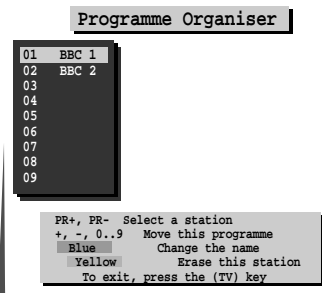 Programme Organiser
01 BBC 1
02 BBC 2
03
04
05
06
07
08
09
PR+, PR- Select a station
+, -, 0..9 Move this programme
Blue Change the name
Yellow Erase this station
To exit, press the (TV) key